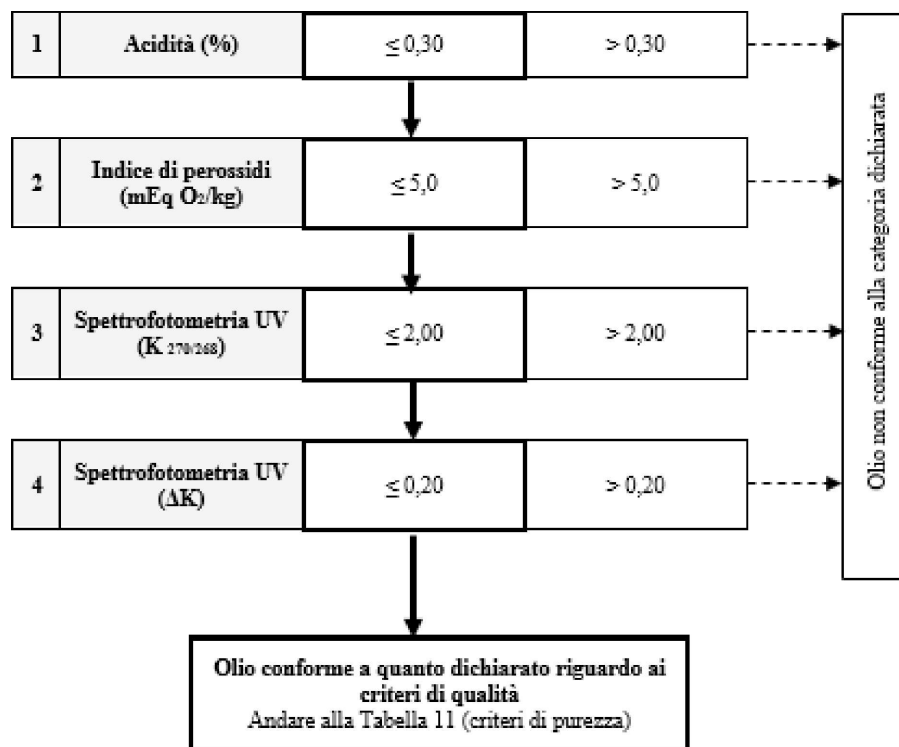 1 Acidità (%) ≤ 0,30 > 0,30
2 Indice di perossidi
(mEq O₂/kg) ≤ 5,0 > 5,0
3 Spettrofotometria UV
(K 270/268) ≤ 2,00 > 2,00
4 Spettrofotometria UV
(ΔK) ≤ 0,20 > 0,20
Olio non conforme alla categoria dichiarata
Olio conforme a quanto dichiarato riguardo ai
criteri di qualità
Andare alla Tabella 11 (criteri di purezza)